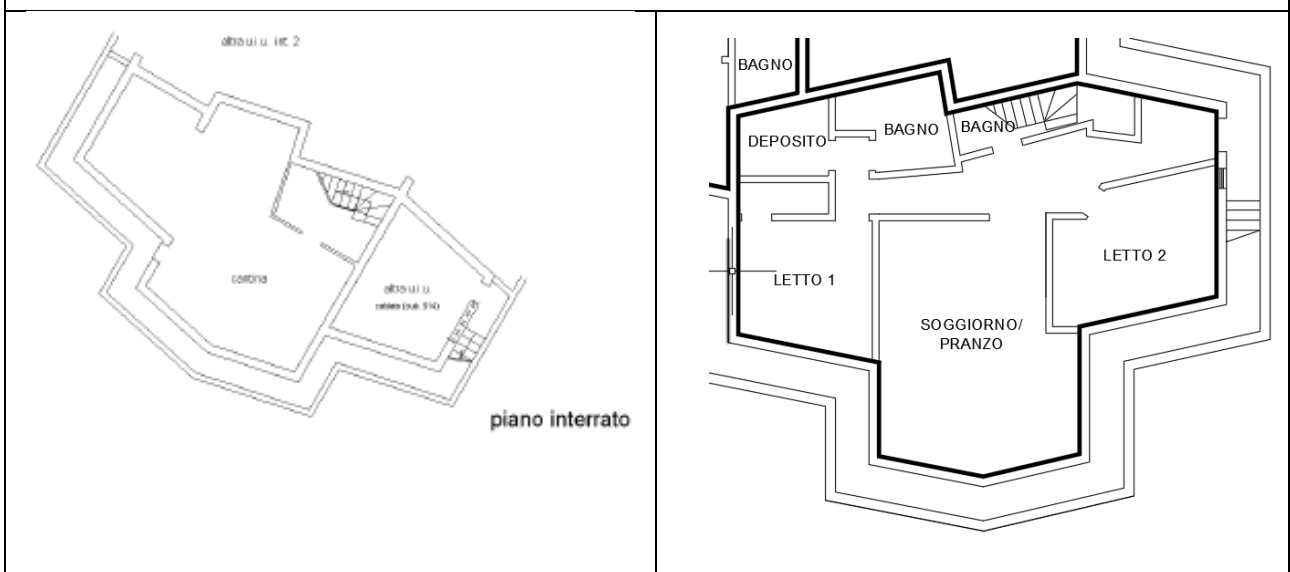 altra u.i.u. int. 2
cantina
altra u.i.u.
piano interrato
BAGNO
DEPOSITO
BAGNO
BAGNO
LETTO 1
LETTO 2
SOGGIORNO/
PRANZO